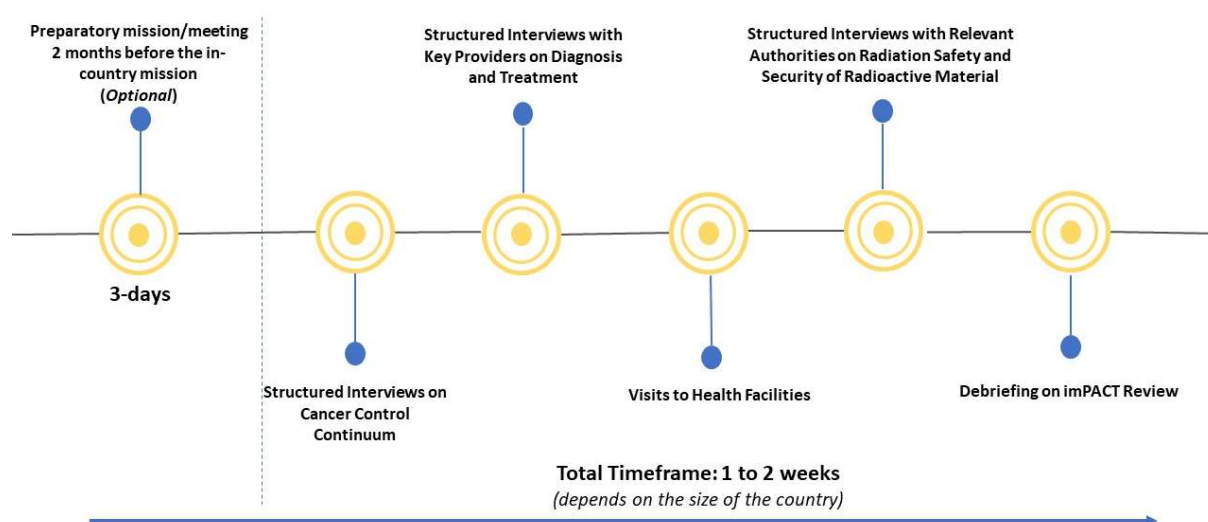 Preparatory mission/meeting
2 months before the in-
country mission
(Optional)
3-days
Structured Interviews on
Cancer Control
Continuum
Structured Interviews with
Key Providers on Diagnosis
and Treatment
Visits to Health Facilities
Structured Interviews with Relevant
Authorities on Radiation Safety and
Security of Radioactive Material
Debriefing on imPACT Review
Total Timeframe: 1 to 2 weeks
(depends on the size of the country)